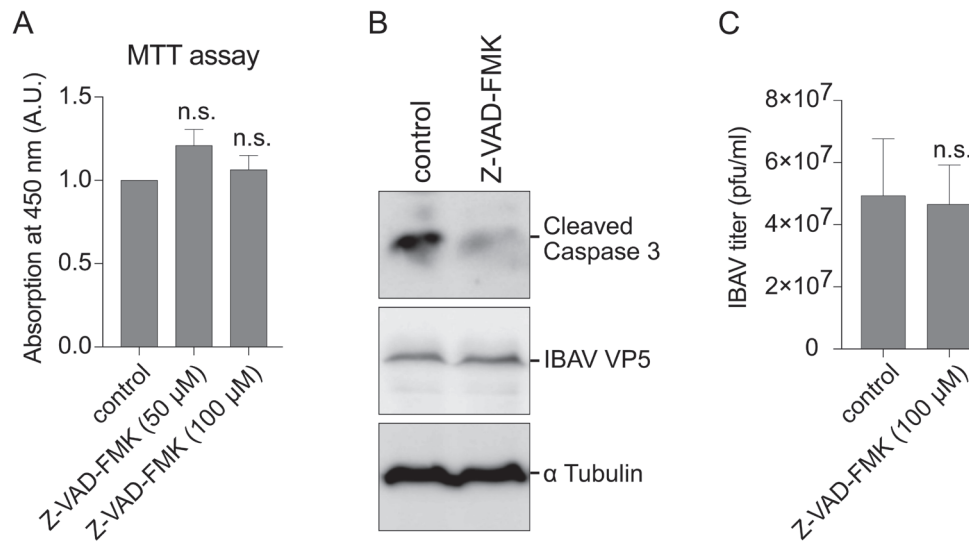 A
MTT assay
Absorption at 450 nm (A.U.)
1.5
1.0
0.5
0.0
n.s.
n.s.
control
Z-VAD-FMK (50 µM)
Z-VAD-FMK (100 µM)
B
control
Z-VAD-FMK
Cleaved
Caspase 3
IBAV VP5
α Tubulin
C
IBAV titer (pfu/ml)
8×10⁷
6×10⁷
4×10⁷
2×10⁷
0
n.s.
control
Z-VAD-FMK (100 µM)